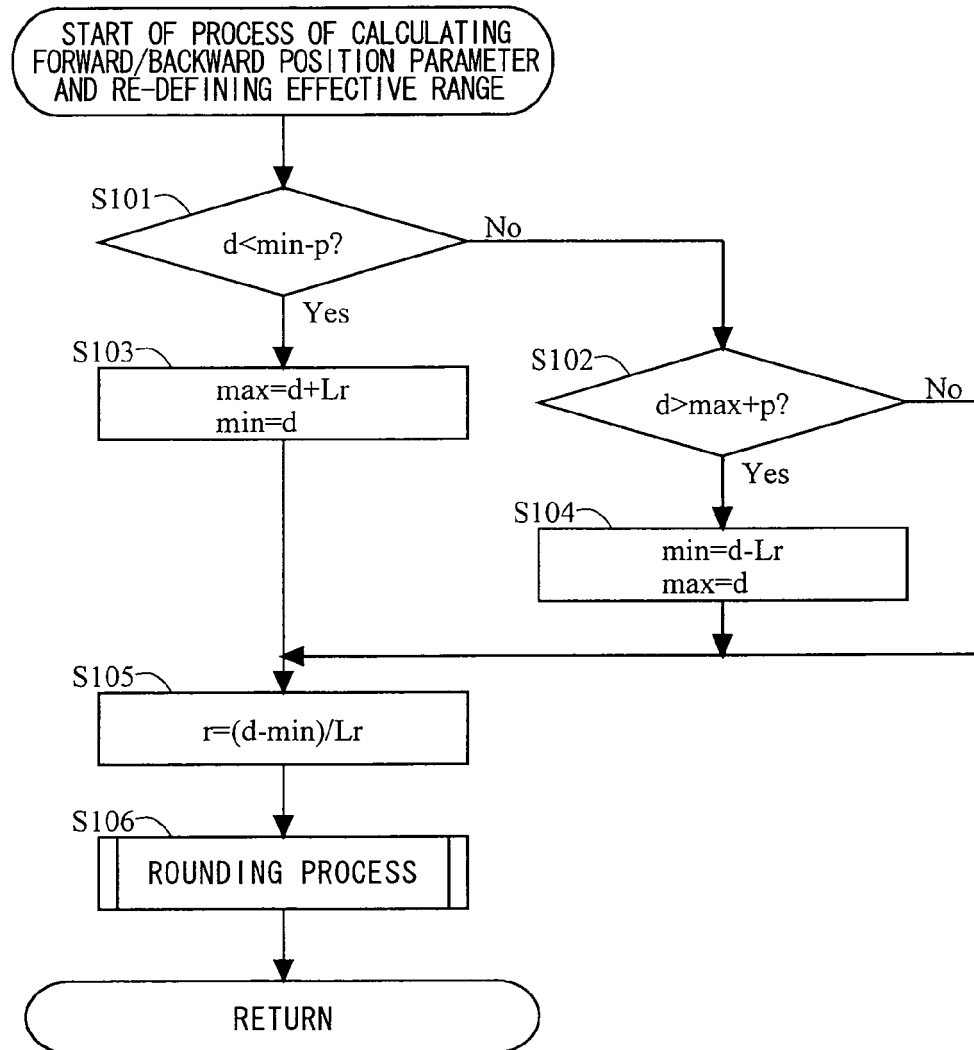 START OF PROCESS OF CALCULATING
FORWARD/BACKWARD POSITION PARAMETER
AND RE-DEFINING EFFECTIVE RANGE
S101
d<min-p?
No
Yes
S103
max=d+Lr
min=d
S102
d>max+p?
No
Yes
S104
min=d-Lr
max=d
S105
r=(d-min)/Lr
S106
ROUNDING PROCESS
RETURN